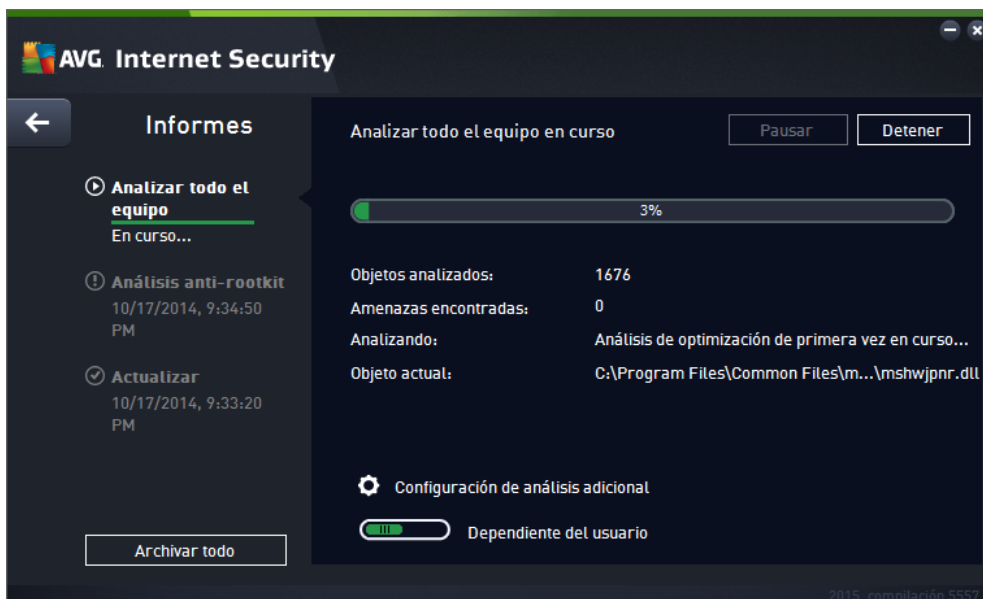 AVG. Internet Security
Informes
Analizar todo el
equipo
En curso...
Análisis anti-rootkit
10/17/2014, 9:34:50
PM
Actualizar
10/17/2014, 9:33:20
PM
Archivar todo
Analizar todo el equipo en curso
Pausar
Detener
3%
Objetos analizados: 1676
Amenazas encontradas: 0
Analizando: Análisis de optimización de primera vez en curso...
Objeto actual: C:\Program Files\Common Files\m...\mshwjpnr.dll
Configuración de análisis adicional
Dependiente del usuario
2015 compilación 5557